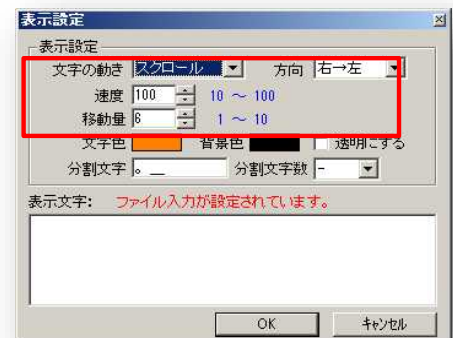 表示設定
表示設定
文字の動き スクロール 方向 右→左
速度 100 10 ～ 100
移動量 6 1 ～ 10
文字色 背景色 透明にする
分割文字 。＿ 分割文字数 -
表示文字： ファイル入力が設定されています。
OK キャンセル